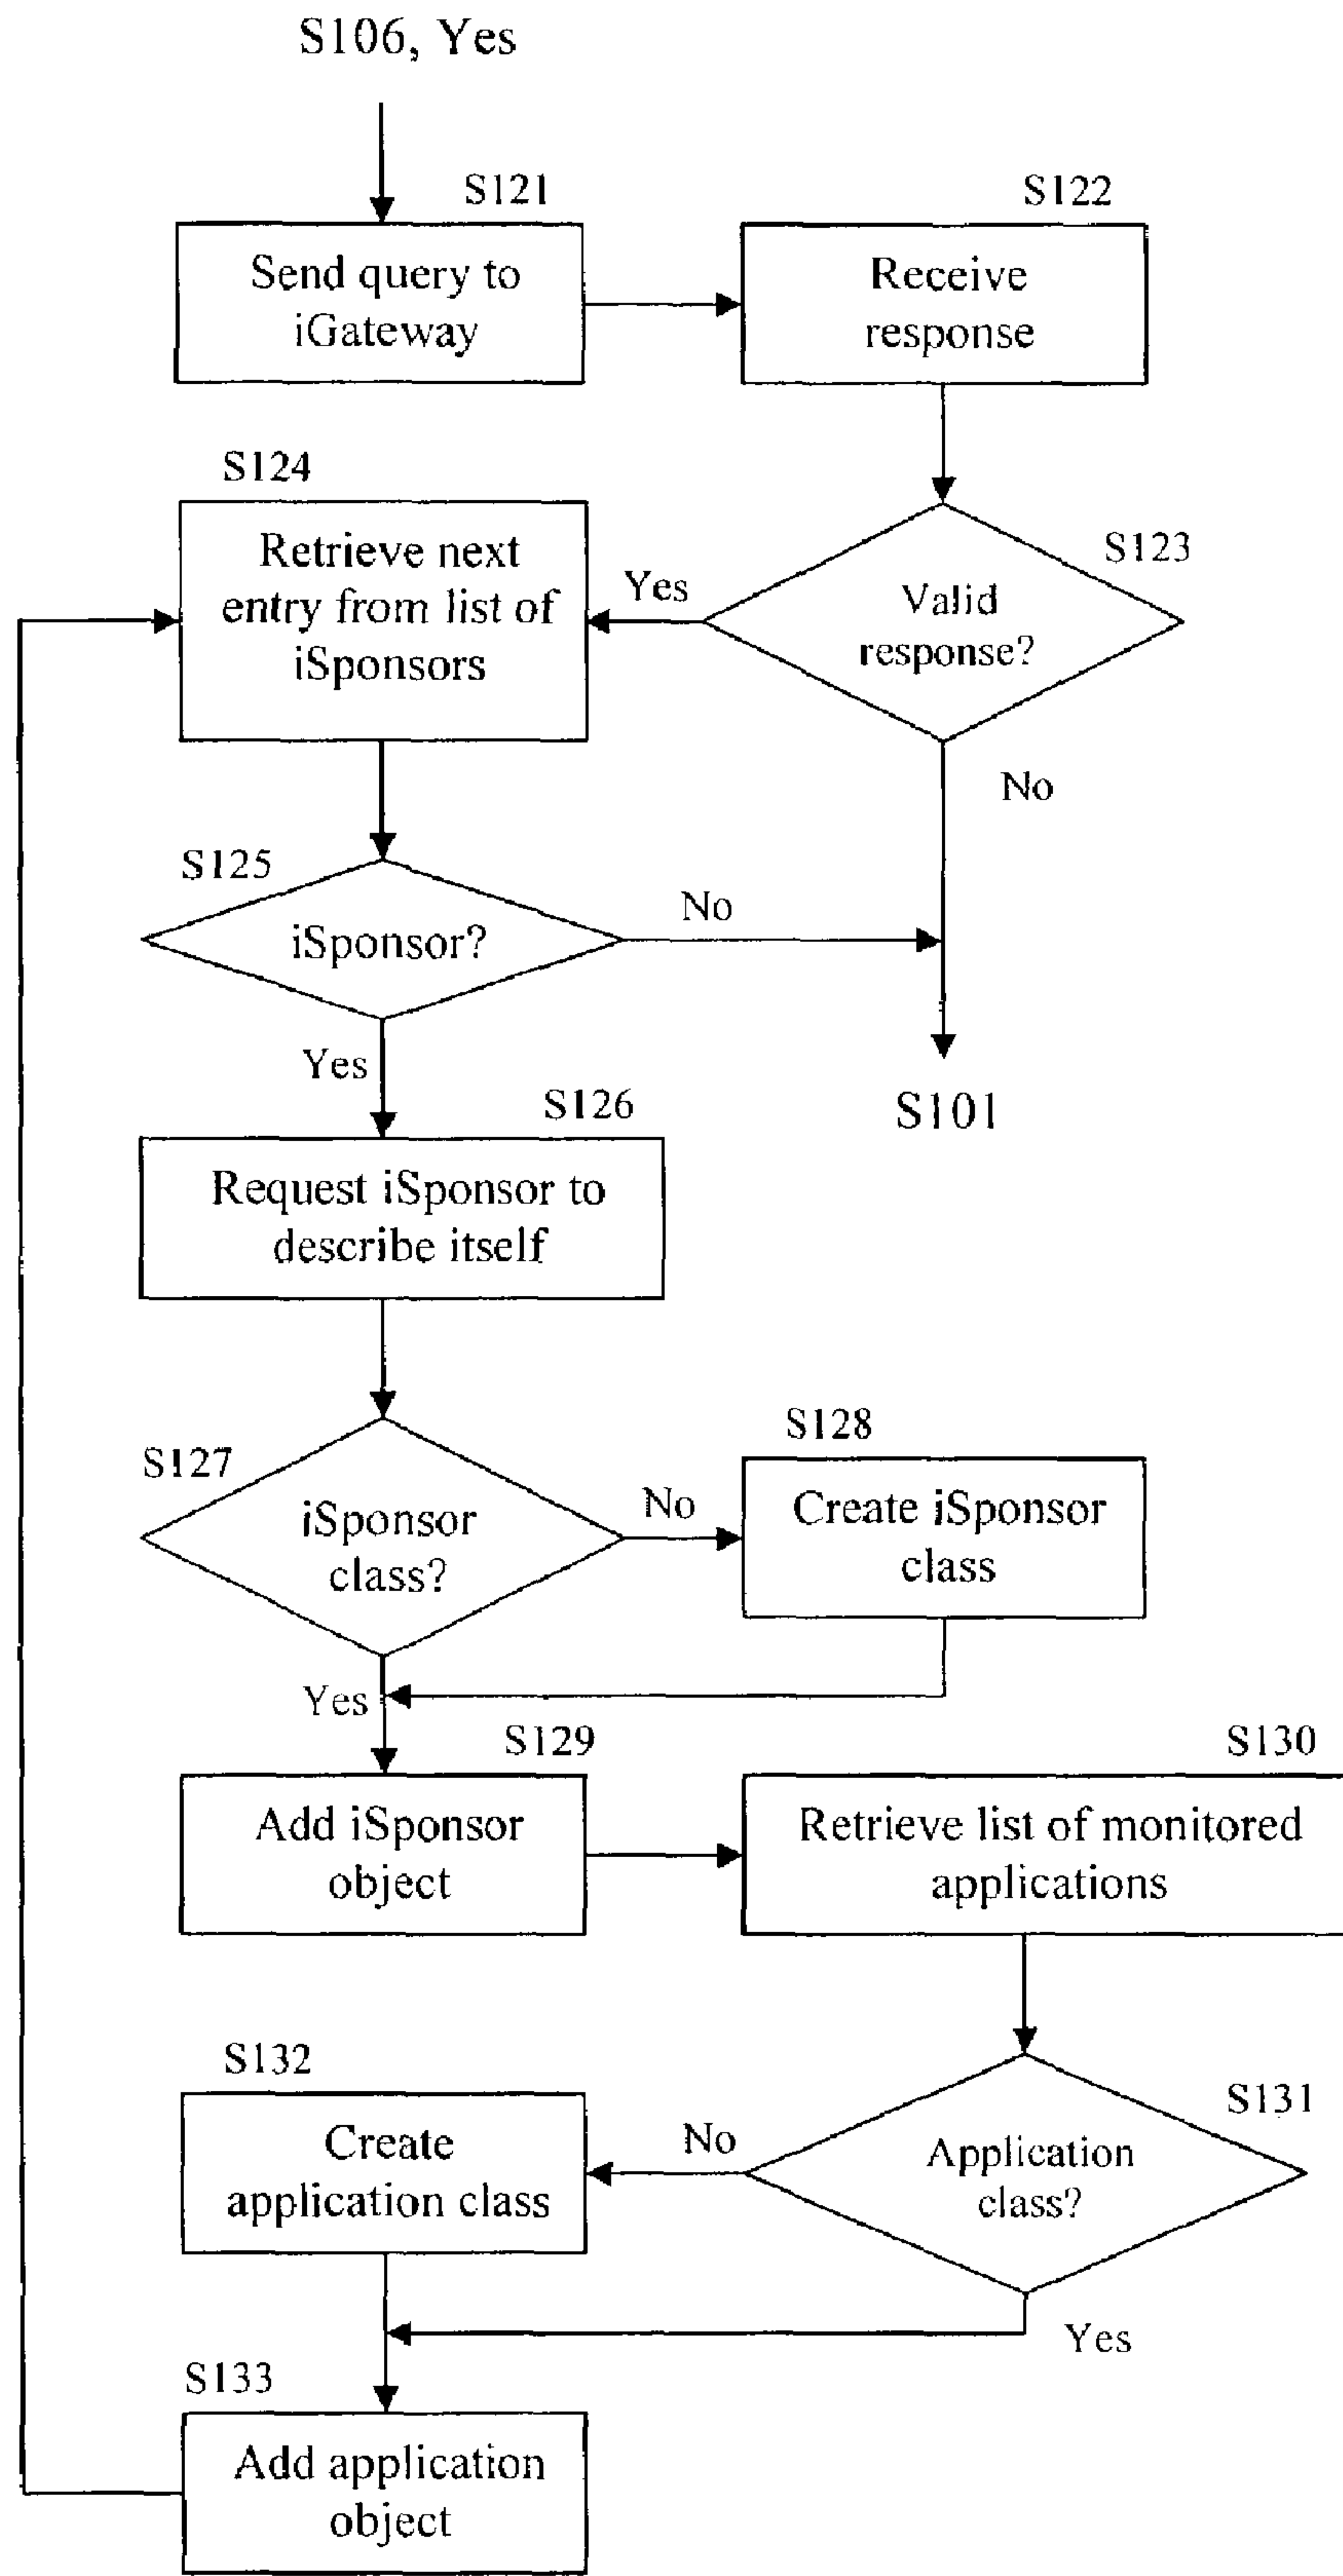 S106, Yes
S121
Send query to
iGateway
S122
Receive
response
S123
Valid
response?
Yes
No
S124
Retrieve next
entry from list of
iSponsors
S125
iSponsor?
No
Yes
S101
S126
Request iSponsor to
describe itself
S127
iSponsor
class?
No
Yes
S128
Create iSponsor
class
S129
Add iSponsor
object
S130
Retrieve list of monitored
applications
S131
Application
class?
No
Yes
S132
Create
application class
S133
Add application
object